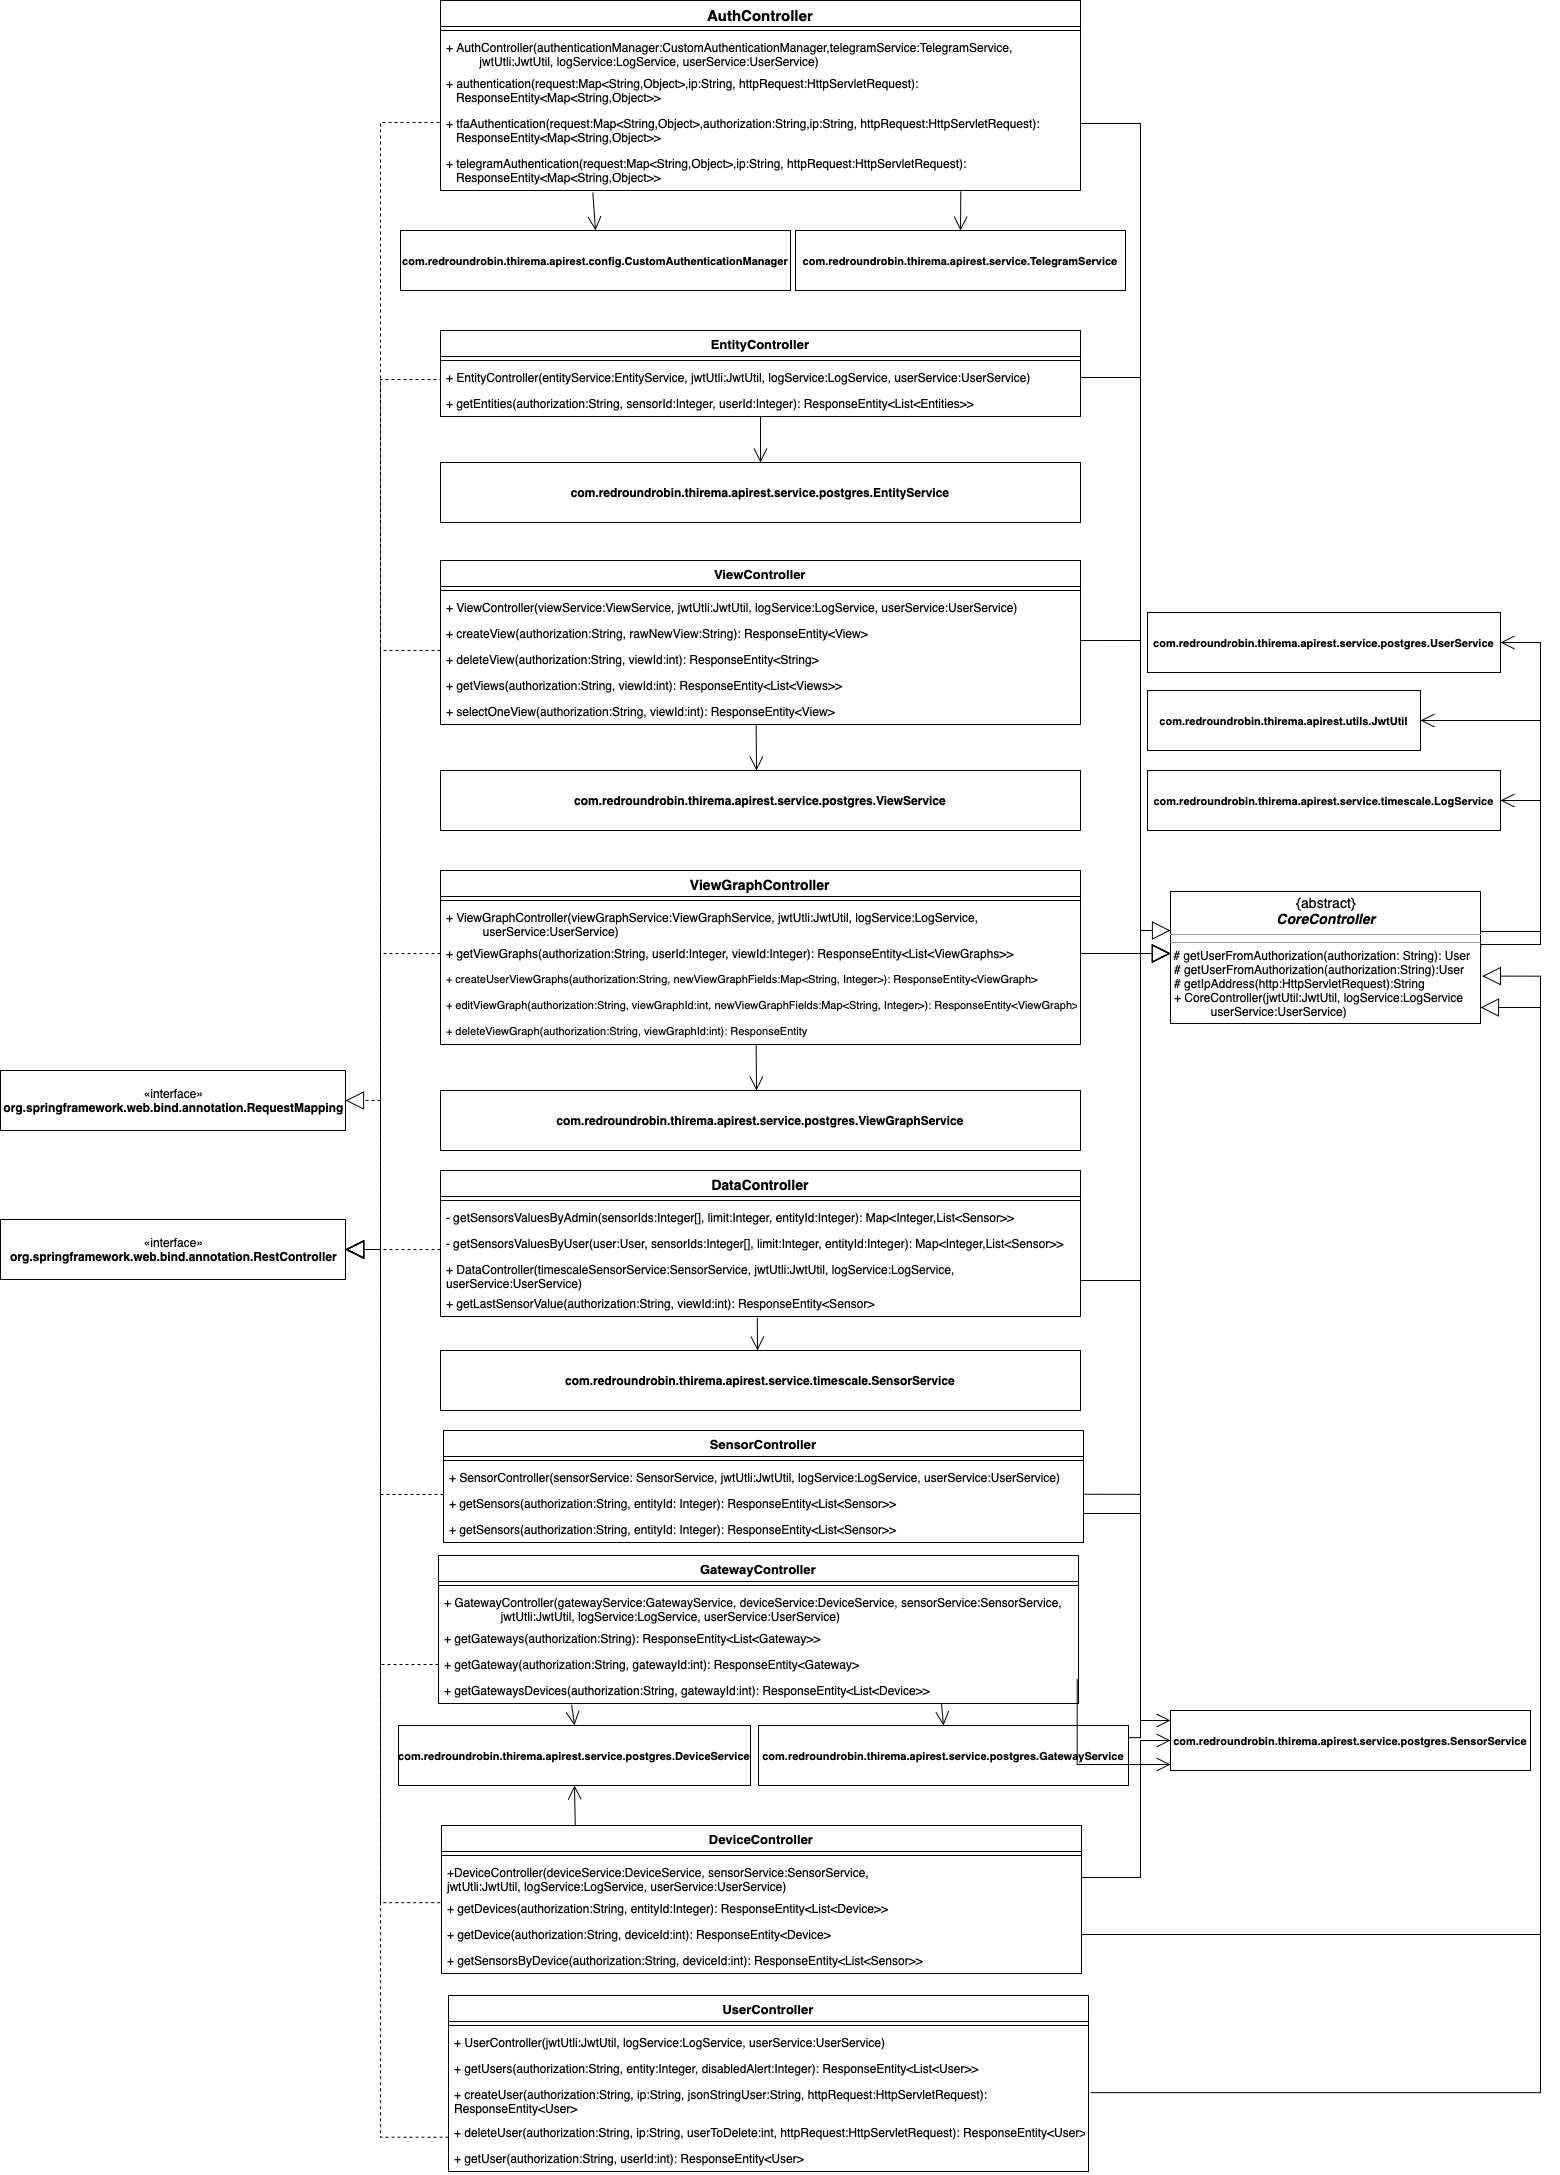 AuthController
+ AuthController(authenticationManager:CustomAuthenticationManager,telegramService:TelegramService,
jwtUtli:JwtUtil, logService:LogService, userService:UserService)
+ authentication(request:Map<String,Object>,ip:String, httpRequest:HttpServletRequest):
ResponseEntity<Map<String,Object>>
+ tfaAuthentication(request:Map<String,Object>,authorization:String,ip:String, httpRequest:HttpServletRequest):
ResponseEntity<Map<String,Object>>
+ telegramAuthentication(request:Map<String,Object>,ip:String, httpRequest:HttpServletRequest):
ResponseEntity<Map<String,Object>>
com.redroundrobin.thirema.apirest.config.CustomAuthenticationManager
com.redroundrobin.thirema.apirest.service.TelegramService
EntityController
+ EntityController(entityService:EntityService, jwtUtli:JwtUtil, logService:LogService, userService:UserService)
+ getEntities(authorization:String, sensorId:Integer, userId:Integer): ResponseEntity<List<Entities>>
com.redroundrobin.thirema.apirest.service.postgres.EntityService
ViewController
+ ViewController(viewService:ViewService, jwtUtli:JwtUtil, logService:LogService, userService:UserService)
+ createView(authorization:String, rawNewView:String): ResponseEntity<View>
+ deleteView(authorization:String, viewId:int): ResponseEntity<String>
+ getViews(authorization:String, viewId:int): ResponseEntity<List<Views>>
+ selectOneView(authorization:String, viewId:int): ResponseEntity<View>
com.redroundrobin.thirema.apirest.service.postgres.UserService
com.redroundrobin.thirema.apirest.utils.JwtUtil
com.redroundrobin.thirema.apirest.service.postgres.ViewService
com.redroundrobin.thirema.apirest.service.timescale.LogService
ViewGraphController
+ ViewGraphController(viewGraphService:ViewGraphService, jwtUtli:JwtUtil, logService:LogService,
userService:UserService)
+ getViewGraphs(authorization:String, userId:Integer, viewId:Integer): ResponseEntity<List<ViewGraphs>>
+ createUserViewGraphs(authorization:String, newViewGraphFields:Map<String, Integer>): ResponseEntity<ViewGraph>
+ editViewGraph(authorization:String, viewGraphId:int, newViewGraphFields:Map<String, Integer>): ResponseEntity<ViewGraph>
+ deleteViewGraph(authorization:String, viewGraphId:int): ResponseEntity
{abstract}
CoreController
# getUserFromAuthorization(authorization: String): User
# getUserFromAuthorization(authorization:String):User
# getIpAddress(http:HttpServletRequest):String
+ CoreController(jwtUtil:JwtUtil, logService:LogService
userService:UserService)
«interface»
org.springframework.web.bind.annotation.RequestMapping
com.redroundrobin.thirema.apirest.service.postgres.ViewGraphService
DataController
- getSensorsValuesByAdmin(sensorIds:Integer[], limit:Integer, entityId:Integer): Map<Integer,List<Sensor>>
- getSensorsValuesByUser(user:User, sensorIds:Integer[], limit:Integer, entityId:Integer): Map<Integer,List<Sensor>>
+ DataController(timescaleSensorService:SensorService, jwtUtli:JwtUtil, logService:LogService,
userService:UserService)
+ getLastSensorValue(authorization:String, viewId:int): ResponseEntity<Sensor>
«interface»
org.springframework.web.bind.annotation.RestController
com.redroundrobin.thirema.apirest.service.timescale.SensorService
SensorController
+ SensorController(sensorService: SensorService, jwtUtli:JwtUtil, logService:LogService, userService:UserService)
+ getSensors(authorization:String, entityId: Integer): ResponseEntity<List<Sensor>>
+ getSensors(authorization:String, entityId: Integer): ResponseEntity<List<Sensor>>
GatewayController
+ GatewayController(gatewayService:GatewayService, deviceService:DeviceService, sensorService:SensorService,
jwtUtli:JwtUtil, logService:LogService, userService:UserService)
+ getGateways(authorization:String): ResponseEntity<List<Gateway>>
+ getGateway(authorization:String, gatewayId:int): ResponseEntity<Gateway>
+ getGatewaysDevices(authorization:String, gatewayId:int): ResponseEntity<List<Device>>
com.redroundrobin.thirema.apirest.service.postgres.DeviceService
com.redroundrobin.thirema.apirest.service.postgres.GatewayService
com.redroundrobin.thirema.apirest.service.postgres.SensorService
DeviceController
+DeviceController(deviceService:DeviceService, sensorService:SensorService,
jwtUtli:JwtUtil, logService:LogService, userService:UserService)
+ getDevices(authorization:String, entityId:Integer): ResponseEntity<List<Device>>
+ getDevice(authorization:String, deviceId:int): ResponseEntity<Device>
+ getSensorsByDevice(authorization:String, deviceId:int): ResponseEntity<List<Sensor>>
UserController
+ UserController(jwtUtli:JwtUtil, logService:LogService, userService:UserService)
+ getUsers(authorization:String, entity:Integer, disabledAlert:Integer): ResponseEntity<List<User>>
+ createUser(authorization:String, ip:String, jsonStringUser:String, httpRequest:HttpServletRequest):
ResponseEntity<User>
+ deleteUser(authorization:String, ip:String, userToDelete:int, httpRequest:HttpServletRequest): ResponseEntity<User>
+ getUser(authorization:String, userId:int): ResponseEntity<User>